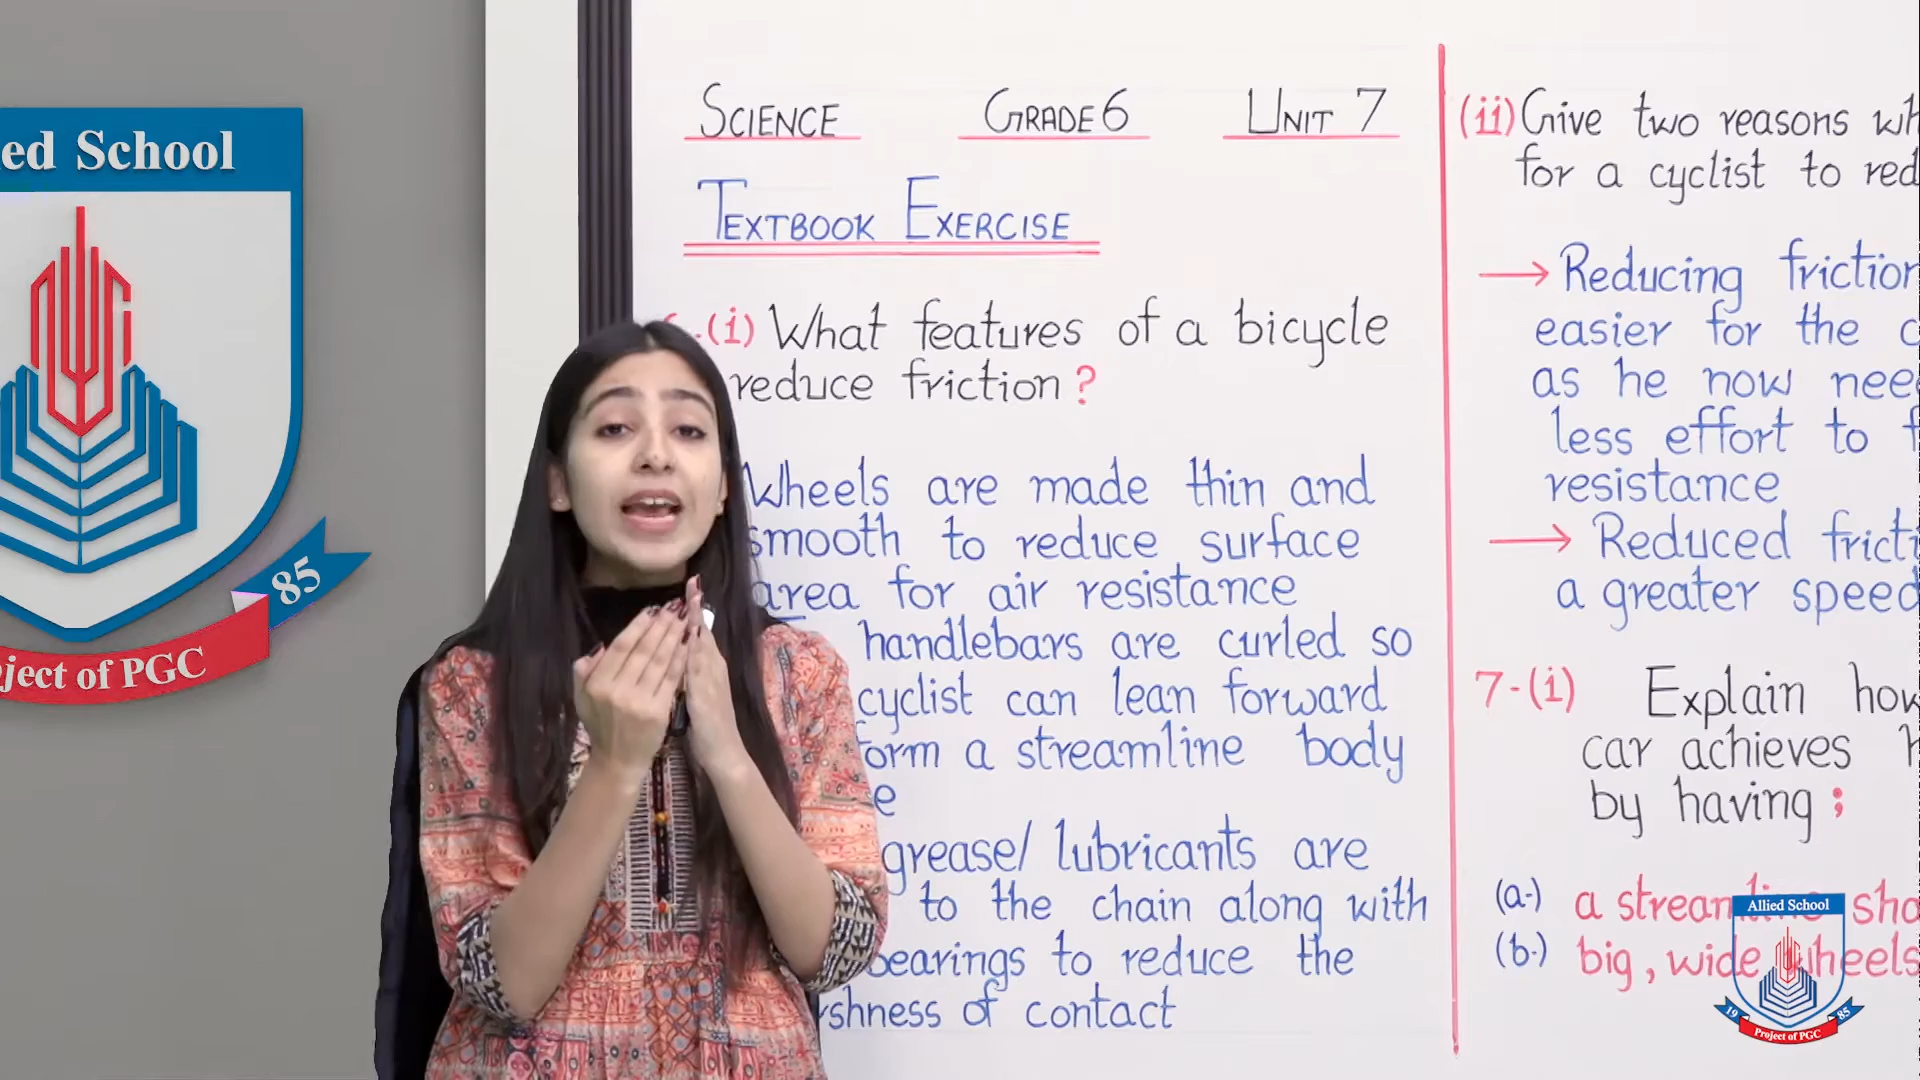 ed School
85
ject of PGC
SCIENCE GRADE 6 UNIT 7
TEXTBOOK EXERCISE
(i) What features of a bicycle
reduce friction?
Wheels are made thin and
smooth to reduce surface
area for air resistance
handlebars are curled so
cyclist can lean forward
form a streamline body
e
grease/ lubricants are
to the chain along with
bearings to reduce the
shness of contact
(ii) Give two reasons wh
for a cyclist to red
→ Reducing friction
easier for the c
as he now nee
less effort to f
resistance
→ Reduced fricti
a greater speed
7-(i) Explain how
car achieves h
by having;
(a-) a streamline sha
(b-) big, wide wheels
Allied School
19 85
Project of PGC